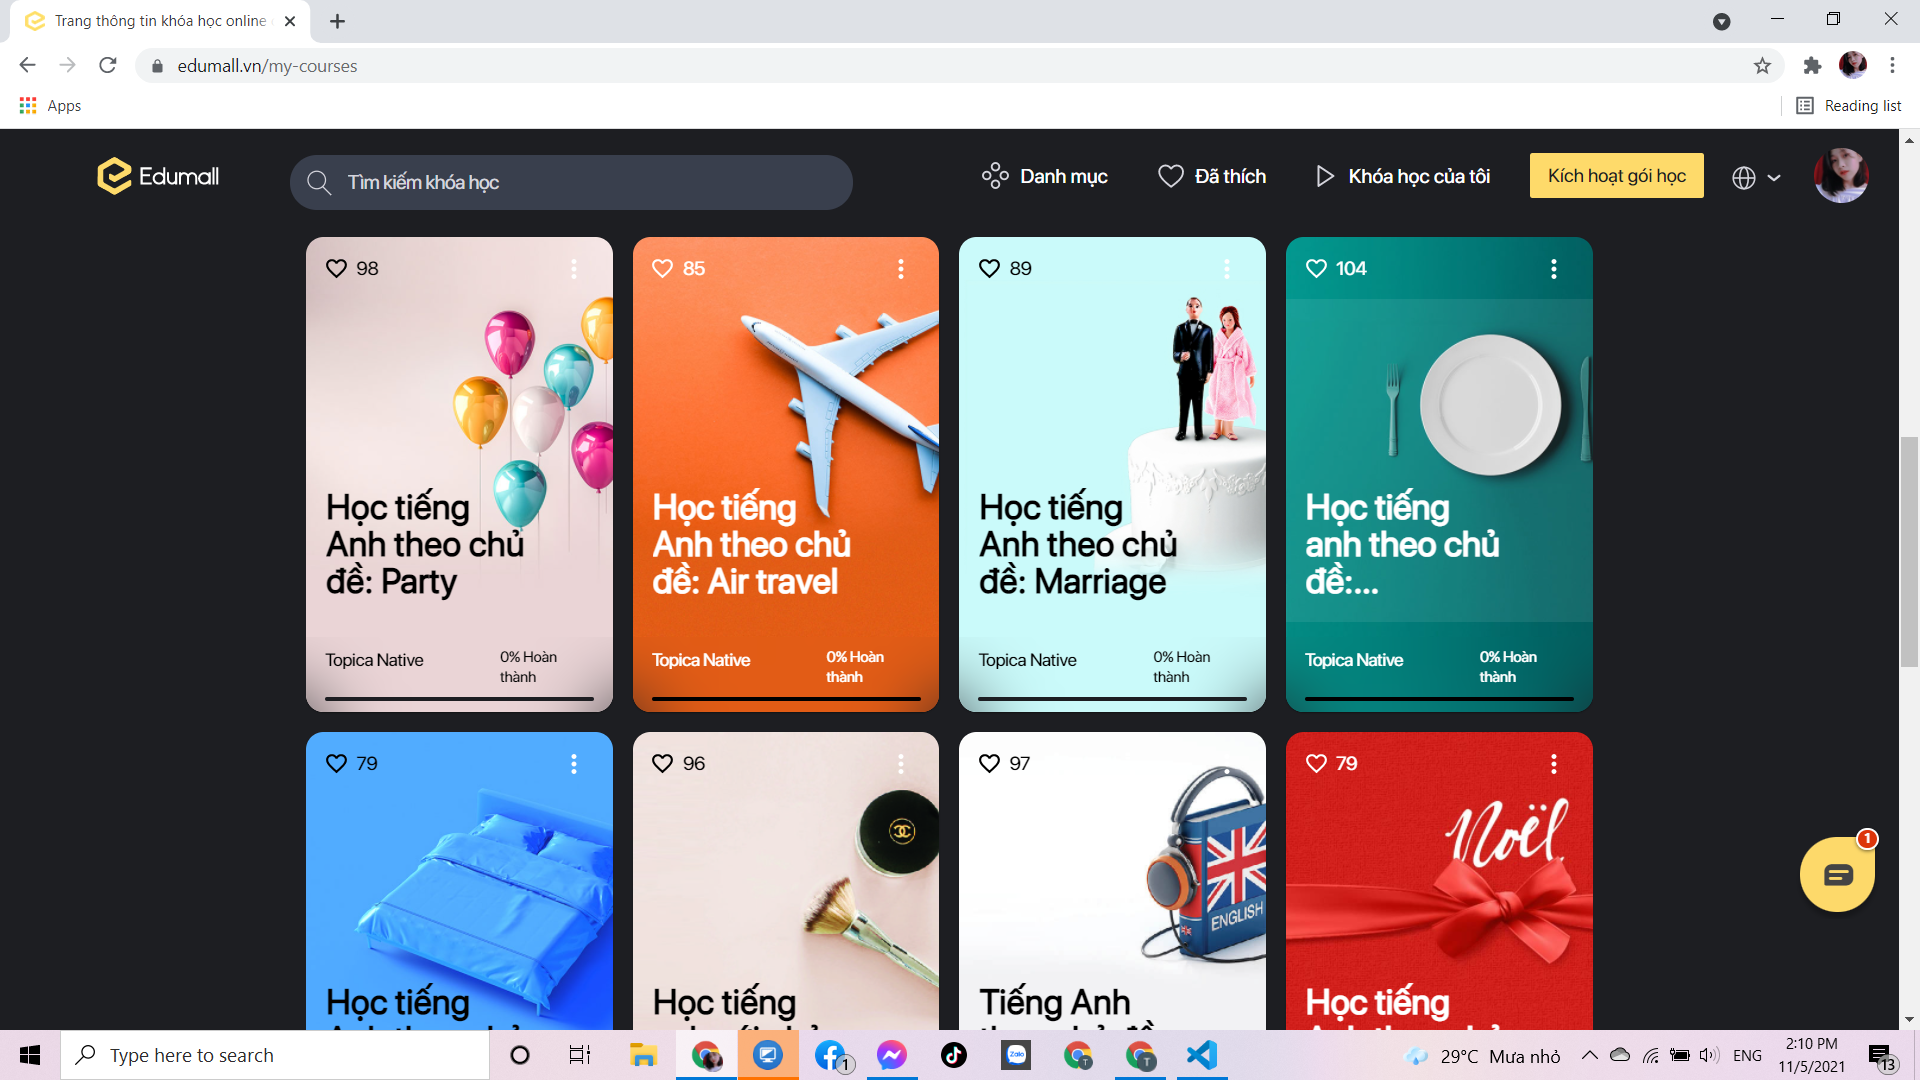 Trang thông tin khóa học online
edumall.vn/my-courses
Apps
Reading list
Edumall
Tìm kiếm khóa học
Danh mục
Đã thích
Khóa học của tôi
Kích hoạt gói học
98
85
89
104
Học tiếng
Anh theo chủ
đề: Party
Học tiếng
Anh theo chủ
đề: Air travel
Học tiếng
Anh theo chủ
đề: Marriage
Học tiếng
anh theo chủ
đề:...
Topica Native
0% Hoàn
thành
Topica Native
0% Hoàn
thành
Topica Native
0% Hoàn
thành
Topica Native
0% Hoàn
thành
79
96
97
79
Noël
ENGLISH
1
Học tiếng
Học tiếng
Tiếng Anh
Học tiếng
Type here to search
1
Zalo
T
T
29°C Mưa nhỏ
ENG
2:10 PM
11/5/2021
13